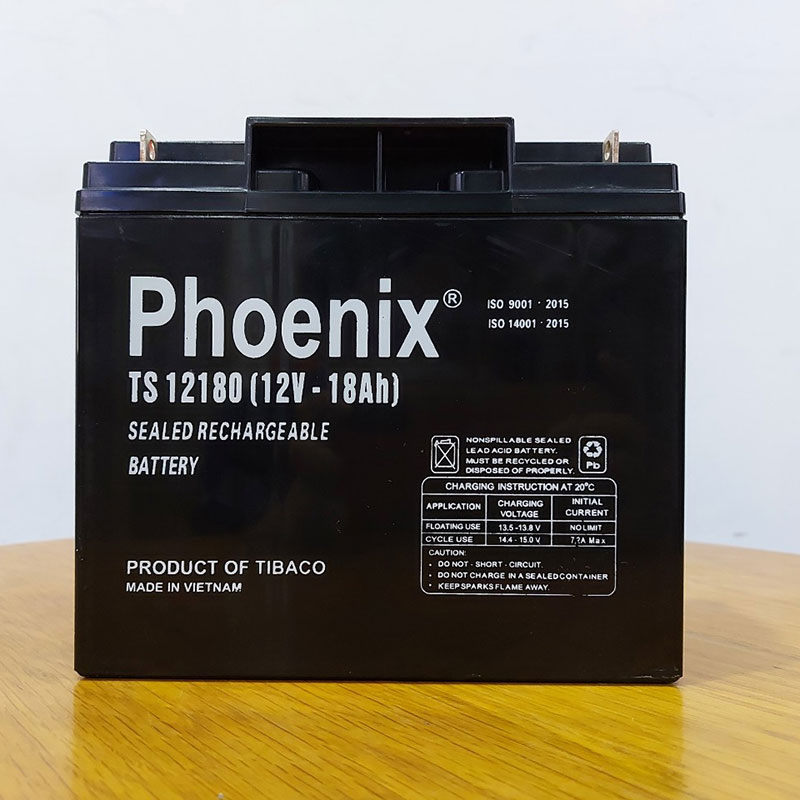 Phoenix®
ISO 9001 : 2015
ISO 14001 : 2015
TS 12180 (12V - 18Ah)
SEALED RECHARGEABLE
BATTERY
NONSPILLABLE SEALED
LEAD ACID BATTERY.
MUST BE RECYCLED OR
DISPOSED OF PROPERLY.
Pb
CHARGING INSTRUCTION AT 20°C
APPLICATION CHARGING VOLTAGE INITIAL CURRENT
FLOATING USE 13.5-13.8 V NO LIMIT
CYCLE USE 14.4 - 15.0 V Max
CAUTION:
• DO NOT - SHORT - CIRCUIT.
• DO NOT CHARGE IN A SEALED CONTAINER
• KEEP SPARKS FLAME AWAY.
PRODUCT OF TIBACO
MADE IN VIETNAM